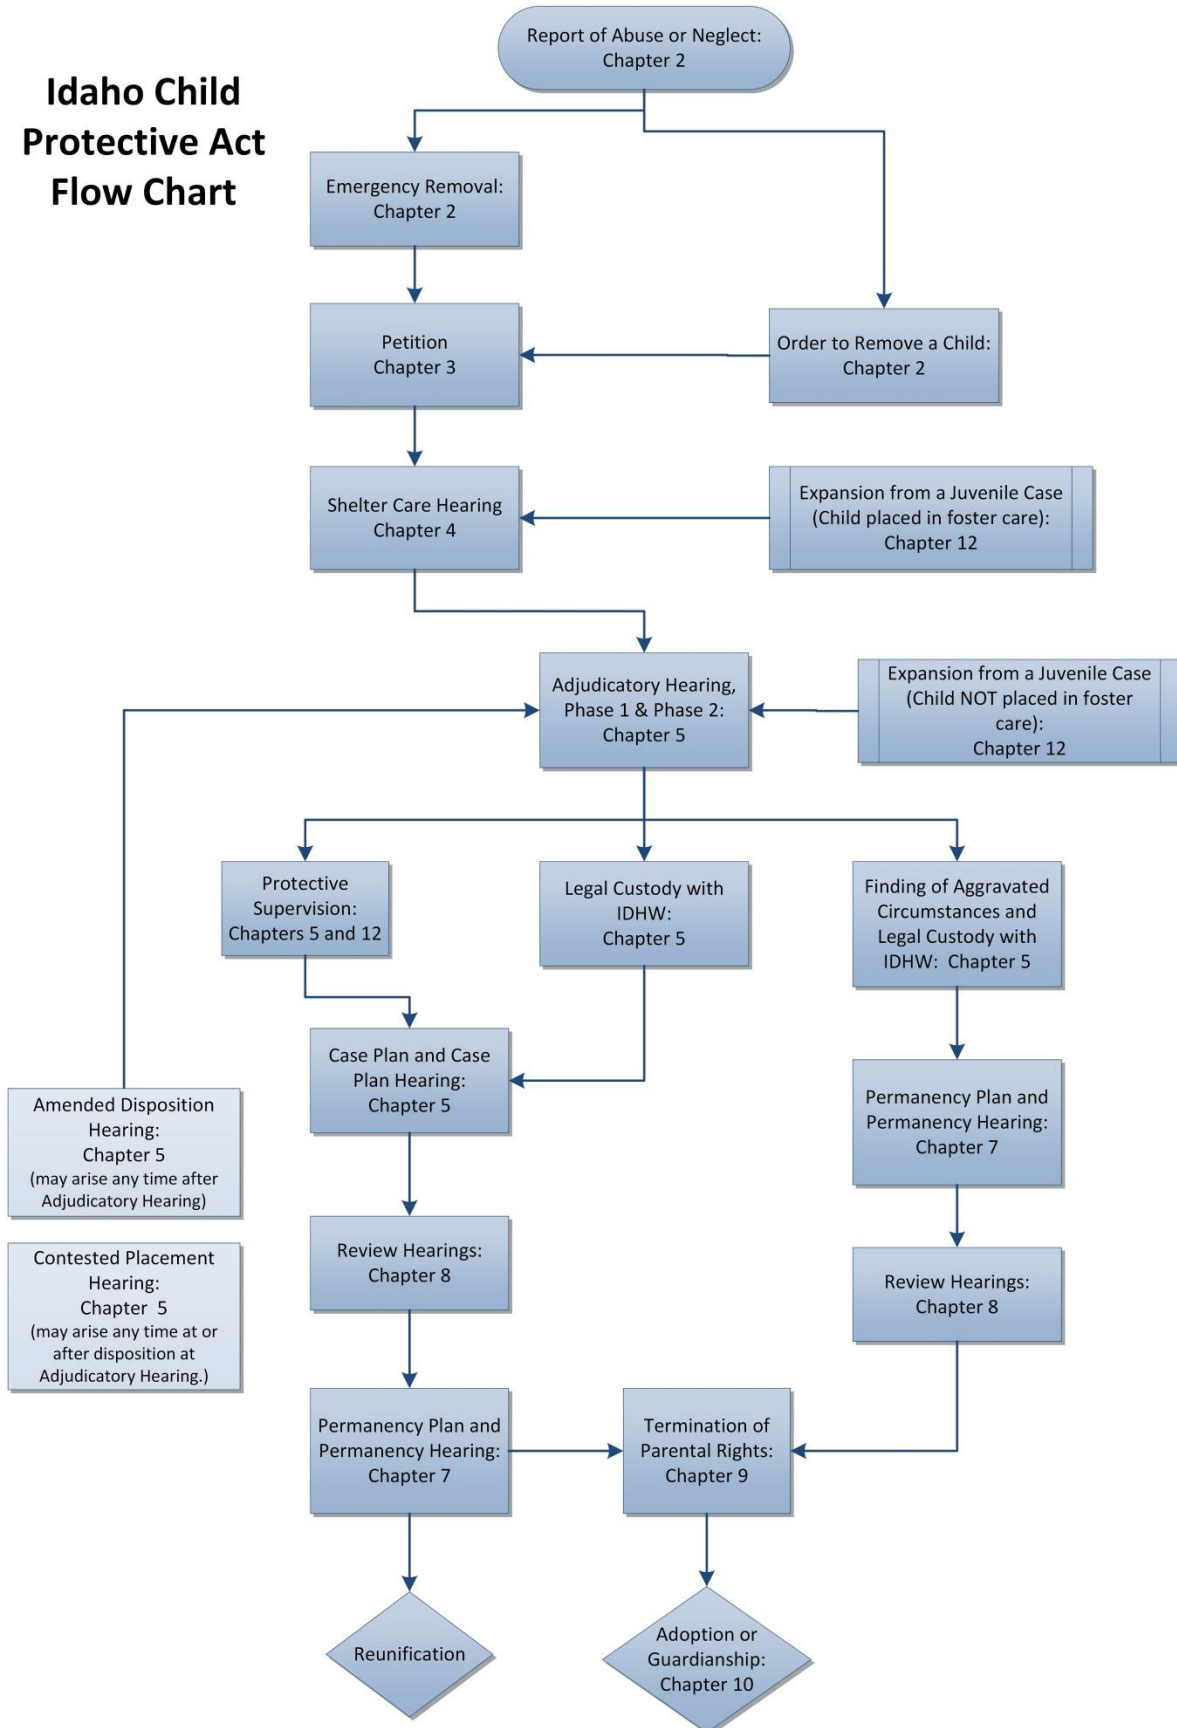 Idaho Child
Protective Act
Flow Chart
Report of Abuse or Neglect:
Chapter 2
Emergency Removal:
Chapter 2
Petition
Chapter 3
Order to Remove a Child:
Chapter 2
Shelter Care Hearing
Chapter 4
Expansion from a Juvenile Case
(Child placed in foster care):
Chapter 12
Adjudicatory Hearing,
Phase 1 & Phase 2:
Chapter 5
Expansion from a Juvenile Case
(Child NOT placed in foster
care):
Chapter 12
Protective
Supervision:
Chapters 5 and 12
Legal Custody with
IDHW:
Chapter 5
Finding of Aggravated
Circumstances and
Legal Custody with
IDHW:  Chapter 5
Case Plan and Case
Plan Hearing:
Chapter 5
Permanency Plan and
Permanency Hearing:
Chapter 7
Amended Disposition
Hearing:
Chapter 5
(may arise any time after
Adjudicatory Hearing)
Contested Placement
Hearing:
Chapter  5
(may arise any time at or
after disposition at
Adjudicatory Hearing.)
Review Hearings:
Chapter 8
Review Hearings:
Chapter 8
Permanency Plan and
Permanency Hearing:
Chapter 7
Termination of
Parental Rights:
Chapter 9
Reunification
Adoption or
Guardianship:
Chapter 10